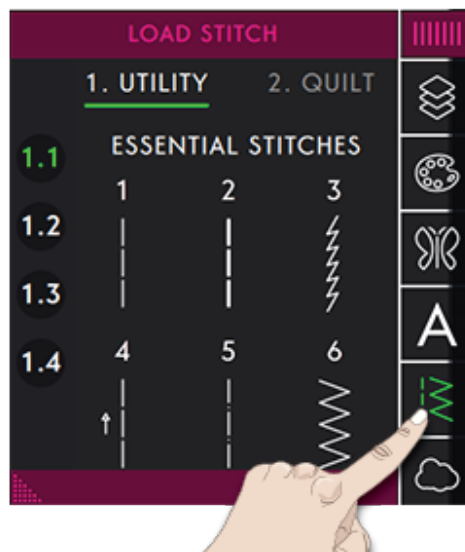 LOAD STITCH
1. UTILITY 2. QUILT
1.1 ESSENTIAL STITCHES
1 2 3
1.2
1.3
1.4 4 5 6
A